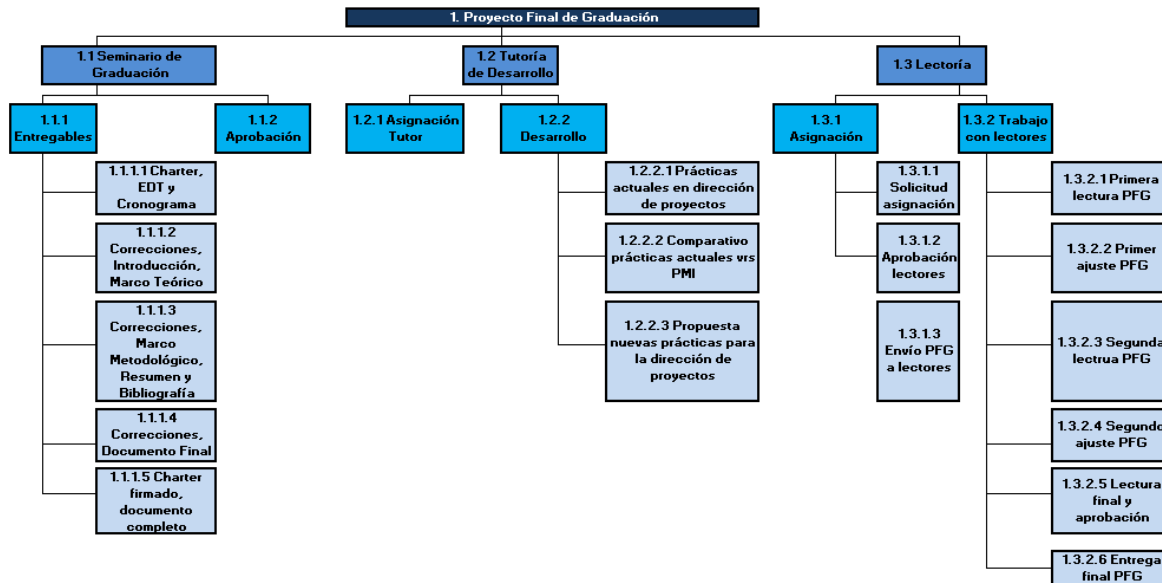 1. Proyecto Final de Graduación
1.1 Seminario de
Graduación
1.2 Tutoría
de Desarrollo
1.3 Lectoría
1.1.1
Entregables
1.1.2
Aprobación
1.2.1 Asignación
Tutor
1.2.2
Desarrollo
1.3.1
Asignación
1.3.2 Trabajo
con lectores
1.1.1.1 Charter,
EDT y
Cronograma
1.1.1.2
Correcciones,
Introducción,
Marco Teórico
1.1.1.3
Correcciones,
Marco
Metodológico,
Resumen y
Bibliografía
1.1.1.4
Correcciones,
Documento Final
1.1.1.5 Charter
firmado,
documento
completo
1.2.2.1 Prácticas
actuales en dirección
de proyectos
1.2.2.2 Comparativo
prácticas actuales vrs
PMI
1.2.2.3 Propuesta
nuevas prácticas para
la dirección de
proyectos
1.3.1.1
Solicitud
asignación
1.3.1.2
Aprobación
lectores
1.3.1.3
Envío PFG
a lectores
1.3.2.1 Primera
lectura PFG
1.3.2.2 Primer
ajuste PFG
1.3.2.3 Segunda
lectrua PFG
1.3.2.4 Segundo
ajuste PFG
1.3.2.5 Lectura
final y
aprobación
1.3.2.6 Entrega
final PFG